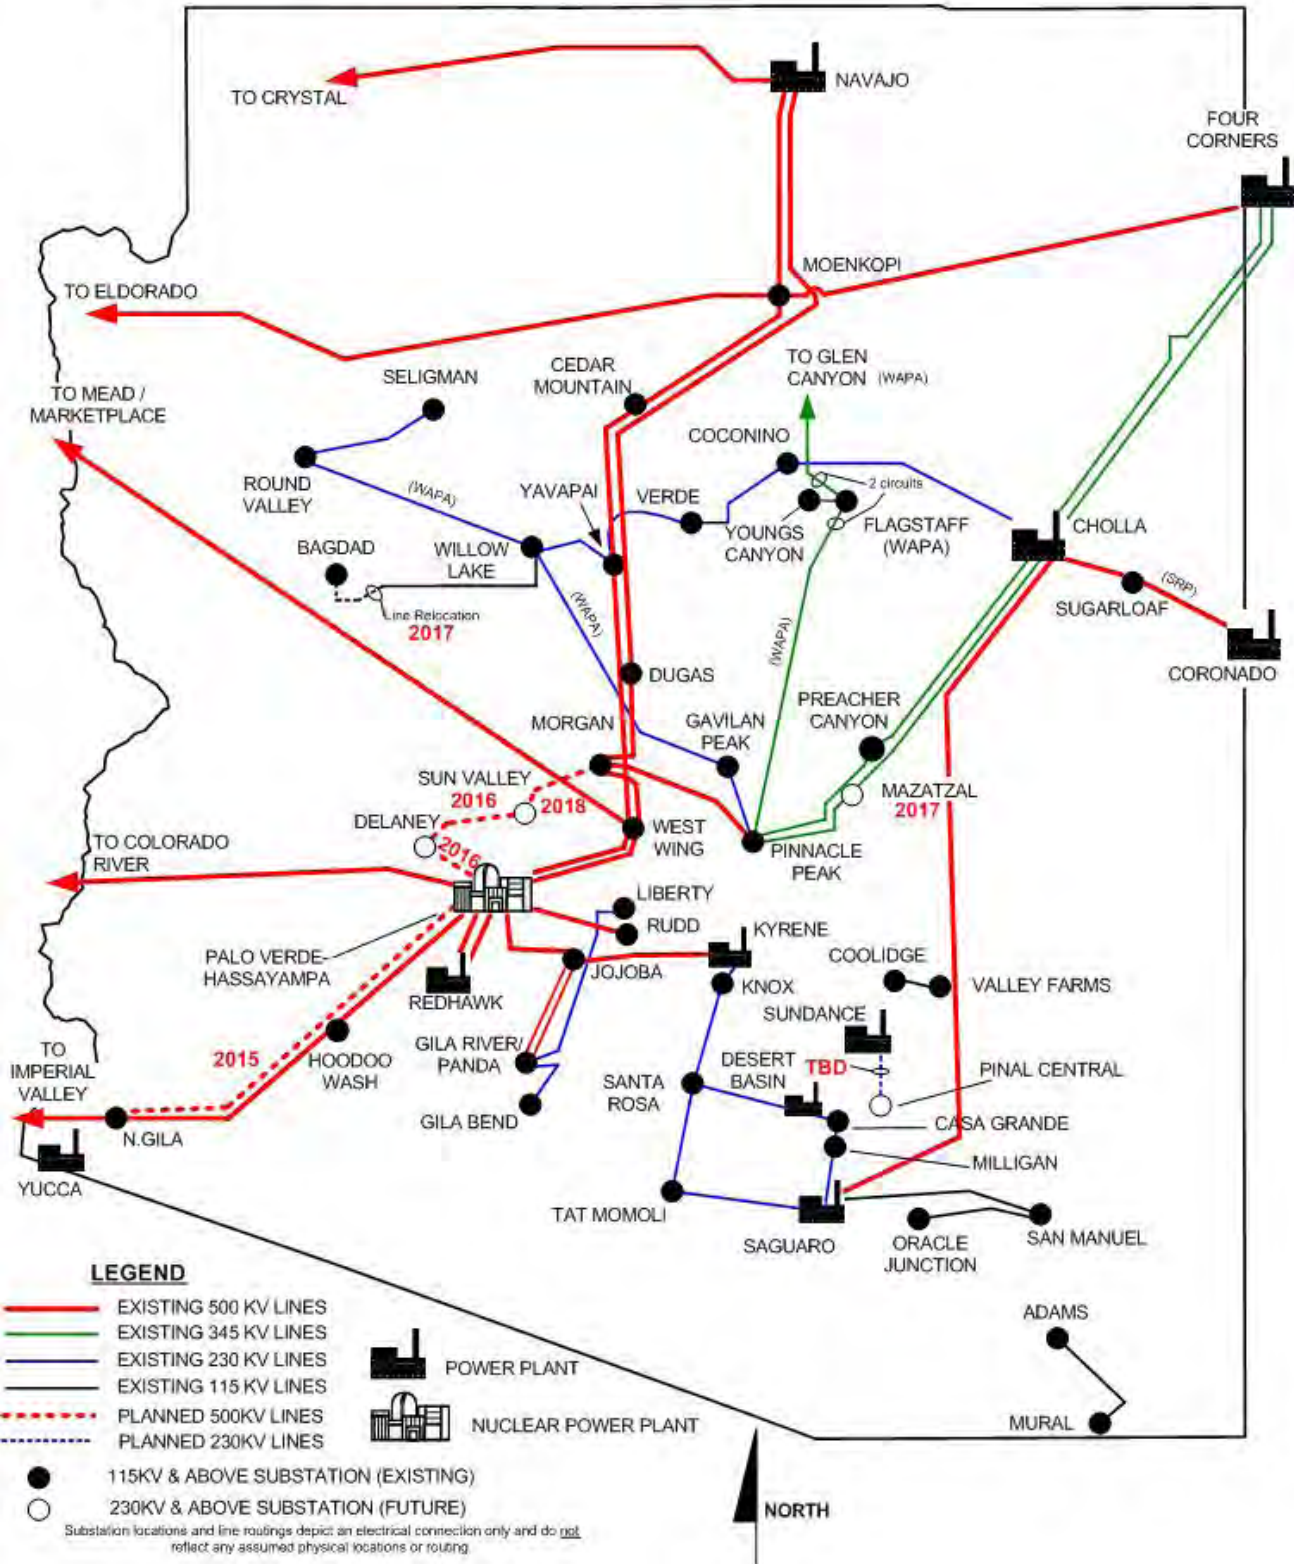 NAVAJO
TO CRYSTAL
FOUR
CORNERS
MOENKOPI
TO ELDORADO
TO GLEN
CANYON (WAPA)
CEDAR
MOUNTAIN
SELIGMAN
TO MEAD /
MARKETPLACE
COCONINO
ROUND
VALLEY
(WAPA)
YAVAPAI
VERDE
2 circuits
YOUNGS
CANYON
FLAGSTAFF
(WAPA)
CHOLLA
BAGDAD
WILLOW
LAKE
(SRP)
SUGARLOAF
Line Relocation
2017
(WAPA)
(WAPA)
DUGAS
CORONADO
PREACHER
CANYON
MORGAN
GAVILAN
PEAK
SUN VALLEY
2016
2018
MAZATZAL
2017
DELANEY
2016
WEST
WING
PINNACLE
PEAK
TO COLORADO
RIVER
LIBERTY
RUDD
KYRENE
PALO VERDE-
HASSAYAMPA
JOJOBA
COOLIDGE
REDHAWK
KNOX
VALLEY FARMS
SUNDANCE
2015
HOODOO
WASH
GILA RIVER/
PANDA
DESERT
BASIN
TBD
PINAL CENTRAL
TO
IMPERIAL
VALLEY
SANTA
ROSA
GILA BEND
CASA GRANDE
N.GILA
MILLIGAN
YUCCA
TAT MOMOLI
SAGUARO
ORACLE
JUNCTION
SAN MANUEL
ADAMS
MURAL
LEGEND
EXISTING 500 KV LINES
EXISTING 345 KV LINES
EXISTING 230 KV LINES
EXISTING 115 KV LINES
PLANNED 500KV LINES
PLANNED 230KV LINES
POWER PLANT
NUCLEAR POWER PLANT
115KV & ABOVE SUBSTATION (EXISTING)
230KV & ABOVE SUBSTATION (FUTURE)
Substation locations and line routings depict an electrical connection only and do not
reflect any assumed physical locations or routing.
NORTH